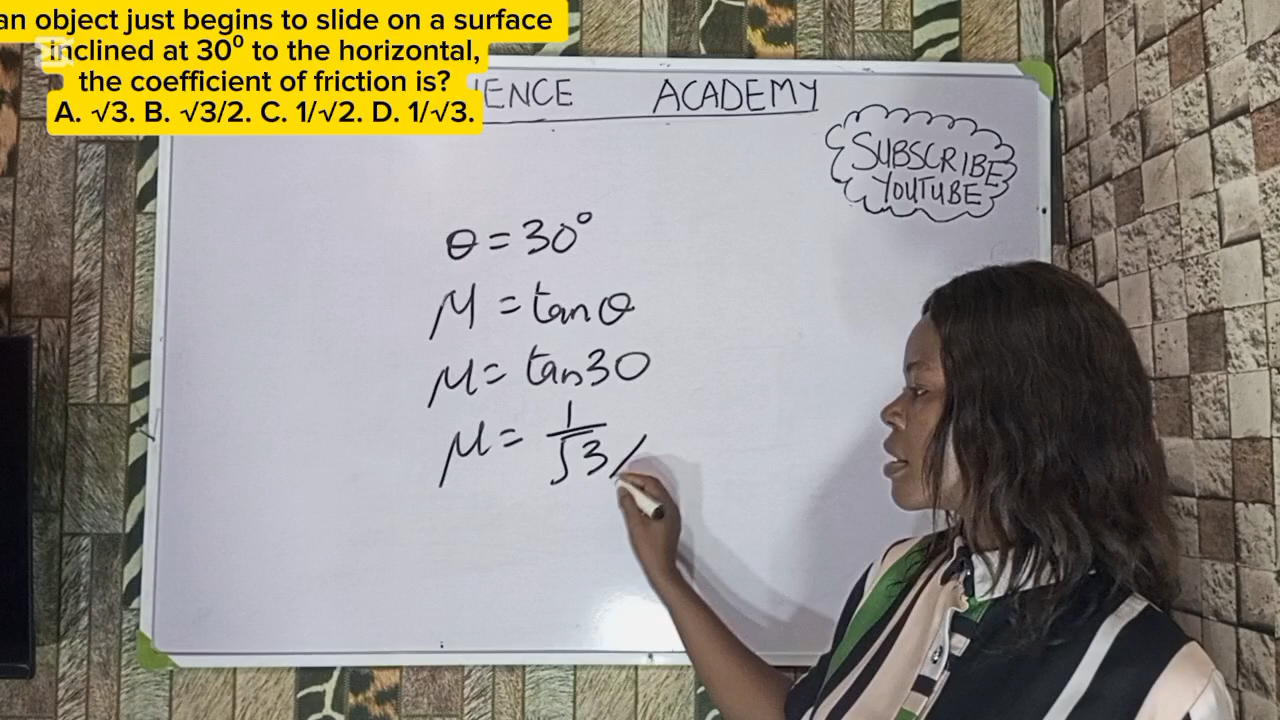 an object just begins to slide on a surface
inclined at 30⁰ to the horizontal,
the coefficient of friction is?
A. √3. B. √3/2. C. 1/√2. D. 1/√3.
ENCE ACADEMY
SUBSCRIBE
YOUTUBE
θ = 30°
μ = tanθ
μ = tan30
μ = 1/√3